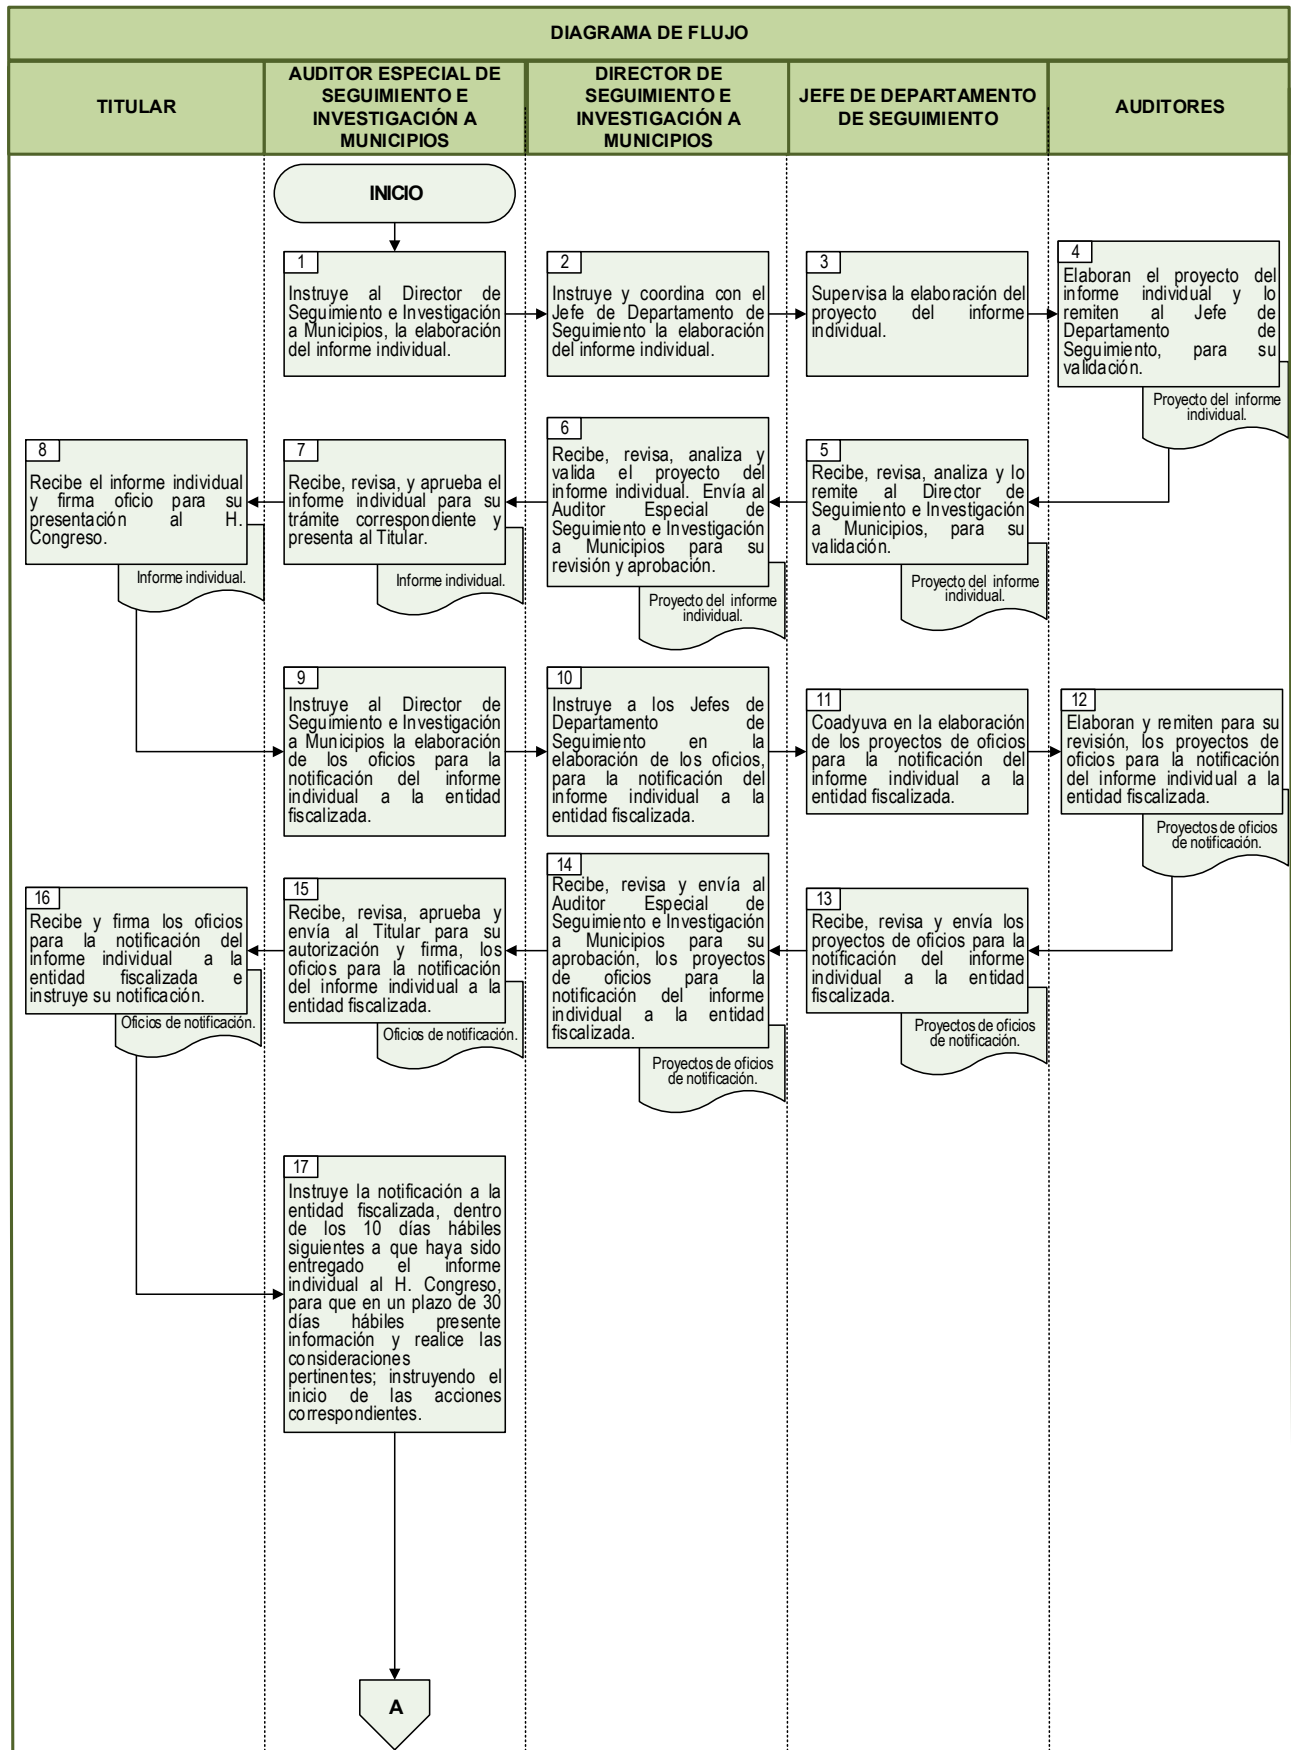 DIAGRAMA DE FLUJO
TITULAR
AUDITOR ESPECIAL DE
SEGUIMIENTO E
INVESTIGACIÓN A
MUNICIPIOS
DIRECTOR DE
SEGUIMIENTO E
INVESTIGACIÓN A
MUNICIPIOS
JEFE DE DEPARTAMENTO
DE SEGUIMIENTO
AUDITORES
INICIO
1
Instruye al Director de
Seguimiento e Investigación
a Municipios, la elaboración
del informe individual.
2
Instruye y coordina con el
Jefe de Departamento de
Seguimiento la elaboración
del informe individual.
3
Supervisa la elaboración del
proyecto del informe
individual.
4
Elaboran el proyecto del
informe individual y lo
remiten al Jefe de
Departamento de
Seguimiento, para su
validación.
Proyecto del informe
individual.
8
Recibe el informe individual
y firma oficio para su
presentación al H.
Congreso.
Informe individual.
7
Recibe, revisa, y aprueba el
informe individual para su
trámite correspondiente y
presenta al Titular.
Informe individual.
6
Recibe, revisa, analiza y
valida el proyecto del
informe individual. Envía al
Auditor Especial de
Seguimiento e Investigación
a Municipios para su
revisión y aprobación.
Proyecto del informe
individual.
5
Recibe, revisa, analiza y lo
remite al Director de
Seguimiento e Investigación
a Municipios, para su
validación.
Proyecto del informe
individual.
9
Instruye al Director de
Seguimiento e Investigación
a Municipios la elaboración
de los oficios para la
notificación del informe
individual a la entidad
fiscalizada.
10
Instruye a los Jefes de
Departamento de
Seguimiento en la
elaboración de los oficios,
para la notificación del
informe individual a la
entidad fiscalizada.
11
Coadyuva en la elaboración
de los proyectos de oficios
para la notificación del
informe individual a la
entidad fiscalizada.
12
Elaboran y remiten para su
revisión, los proyectos de
oficios para la notificación
del informe individual a la
entidad fiscalizada.
Proyectos de oficios
de notificación.
16
Recibe y firma los oficios
para la notificación del
informe individual a la
entidad fiscalizada e
instruye su notificación.
Oficios de notificación.
15
Recibe, revisa, aprueba y
envía al Titular para su
autorización y firma, los
oficios para la notificación
del informe individual a la
entidad fiscalizada.
Oficios de notificación.
14
Recibe, revisa y envía al
Auditor Especial de
Seguimiento e Investigación
a Municipios para su
aprobación, los proyectos
de oficios para la
notificación del informe
individual a la entidad
fiscalizada.
Proyectos de oficios
de notificación.
13
Recibe, revisa y envía los
proyectos de oficios para la
notificación del informe
individual a la entidad
fiscalizada.
Proyectos de oficios
de notificación.
17
Instruye la notificación a la
entidad fiscalizada, dentro
de los 10 días hábiles
siguientes a que haya sido
entregado el informe
individual al H. Congreso,
para que en un plazo de 30
días hábiles presente
información y realice las
consideraciones
pertinentes; instruyendo el
inicio de las acciones
correspondientes.
A